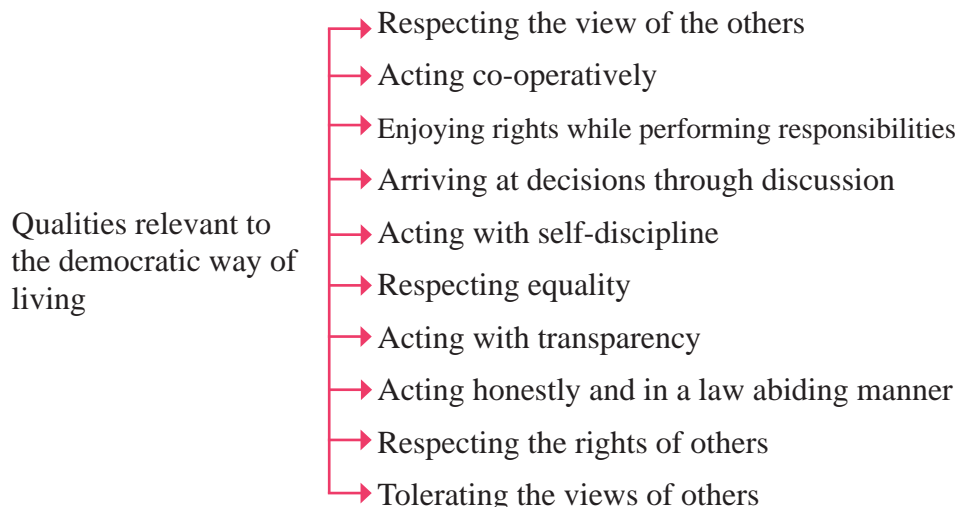 Respecting the view of the others
Acting co-operatively
Enjoying rights while performing responsibilities
Arriving at decisions through discussion
Qualities relevant to
the democratic way of
living
Acting with self-discipline
Respecting equality
Acting with transparency
Acting honestly and in a law abiding manner
Respecting the rights of others
Tolerating the views of others